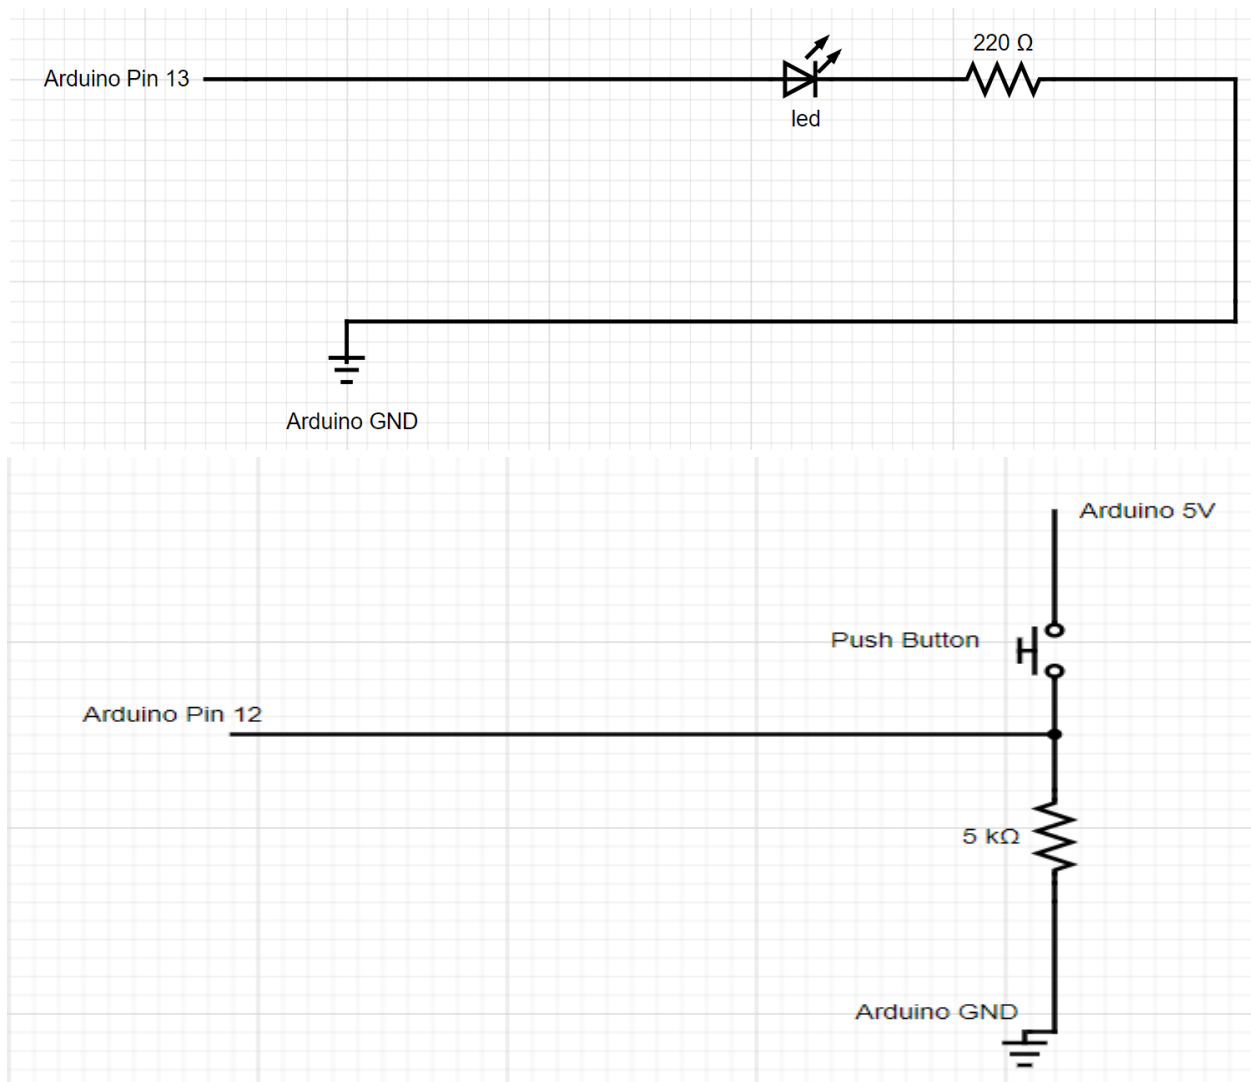 220 Ω
Arduino Pin 13
led
Arduino GND
Arduino 5V
Push Button
Arduino Pin 12
5 kΩ
Arduino GND